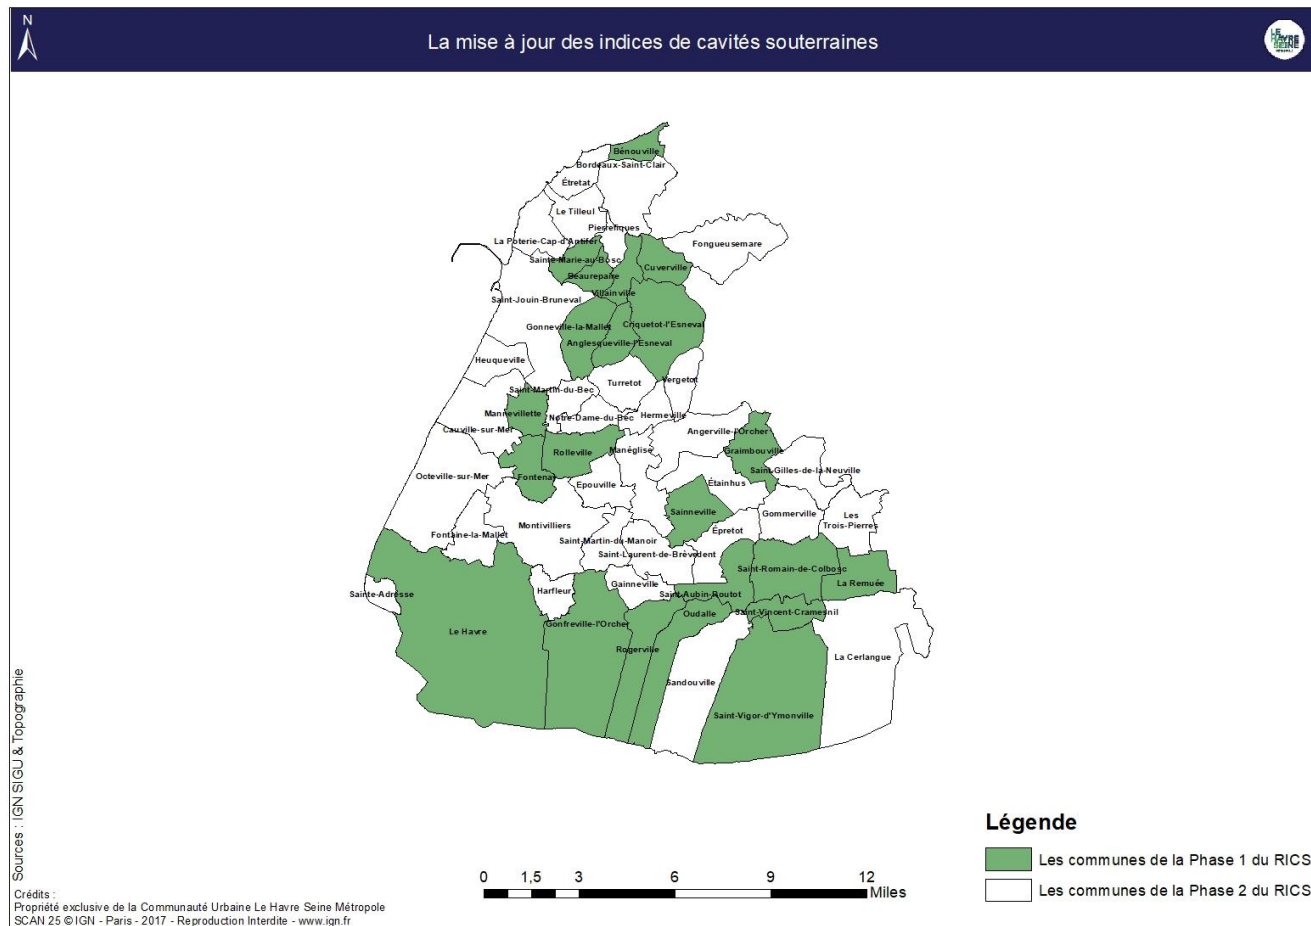 N
La mise à jour des indices de cavités souterraines
LE
HAVRE
SEINE
Bénouville
Bordeaux-Saint-Clair
Étretat
Le Tilleul
Pierrefiques
Fongueusemare
La Poterie-Cap-d'Antifer
Sainte-Marie-au-Bosc
Cuverville
Beaurepaire
Villainville
Saint-Jouin-Bruneval
Gonneville-la-Mallet
Criquetot-l'Esneval
Anglesqueville-l'Esneval
Heuqueville
Turretot
Vergetot
Saint-Martin-du-Bec
Mannevillette
Notre-Dame-du-Bec
Hermeville
Cauville-sur-Mer
Angerville-l'Orcher
Rolleville
Manéglise
Graimbouville
Saint-Gilles-de-la-Neuville
Octeville-sur-Mer
Fontenay
Epouville
Étainhus
Sainneville
Gommerville
Les
Trois-Pierres
Montivilliers
Épretot
Fontaine-la-Mallet
Saint-Martin-du-Manoir
Saint-Laurent-de-Brèvedent
Saint-Romain-de-Colbosc
La Remuée
Sainte-Adresse
Harfleur
Gainneville
Saint-Aubin-Routot
Oudalle
Saint-Vincent-Cramesnil
Le Havre
Gonfreville-l'Orcher
Rogerville
La Cerlangue
Sandouville
Saint-Vigor-d'Ymonville
Sources : IGN SIGU & Topographie
Légende
Les communes de la Phase 1 du RICS
Les communes de la Phase 2 du RICS
0 1,5 3 6 9 12
Miles
Crédits :
Propriété exclusive de la Communauté Urbaine Le Havre Seine Métropole
SCAN 25 © IGN - Paris - 2017 - Reproduction Interdite - www.ign.fr